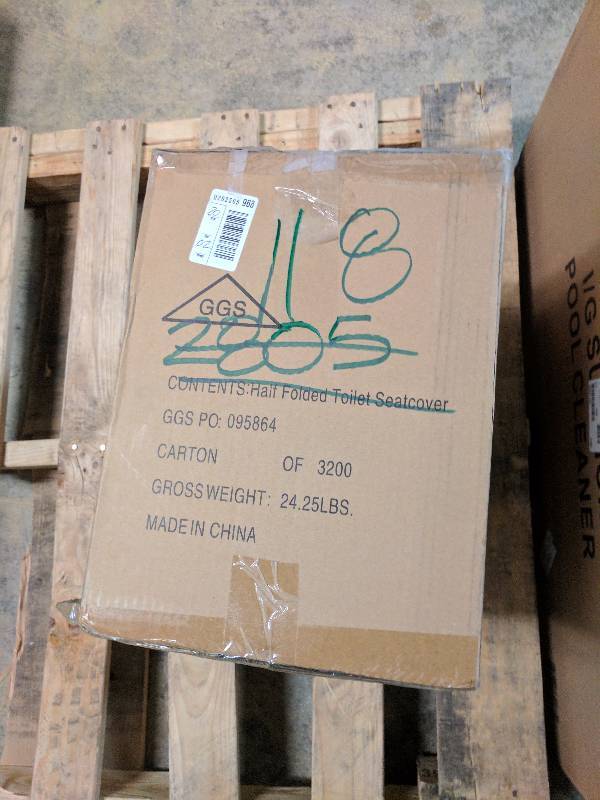 118
GGS
2805
CONTENTS:Half Folded Toilet Seatcover
GGS PO: 095864
CARTON OF 3200
GROSS WEIGHT: 24.25LBS.
MADE IN CHINA
POOL CLEANER